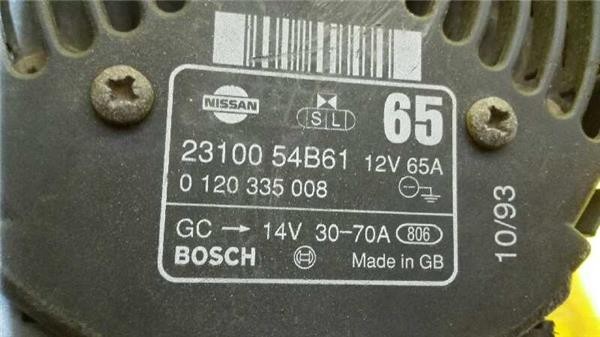 NISSAN
S L
65
23100 54B61 12V 65A
0 120 335 008
GC → 14V 30-70A 806
BOSCH Made in GB
10/93